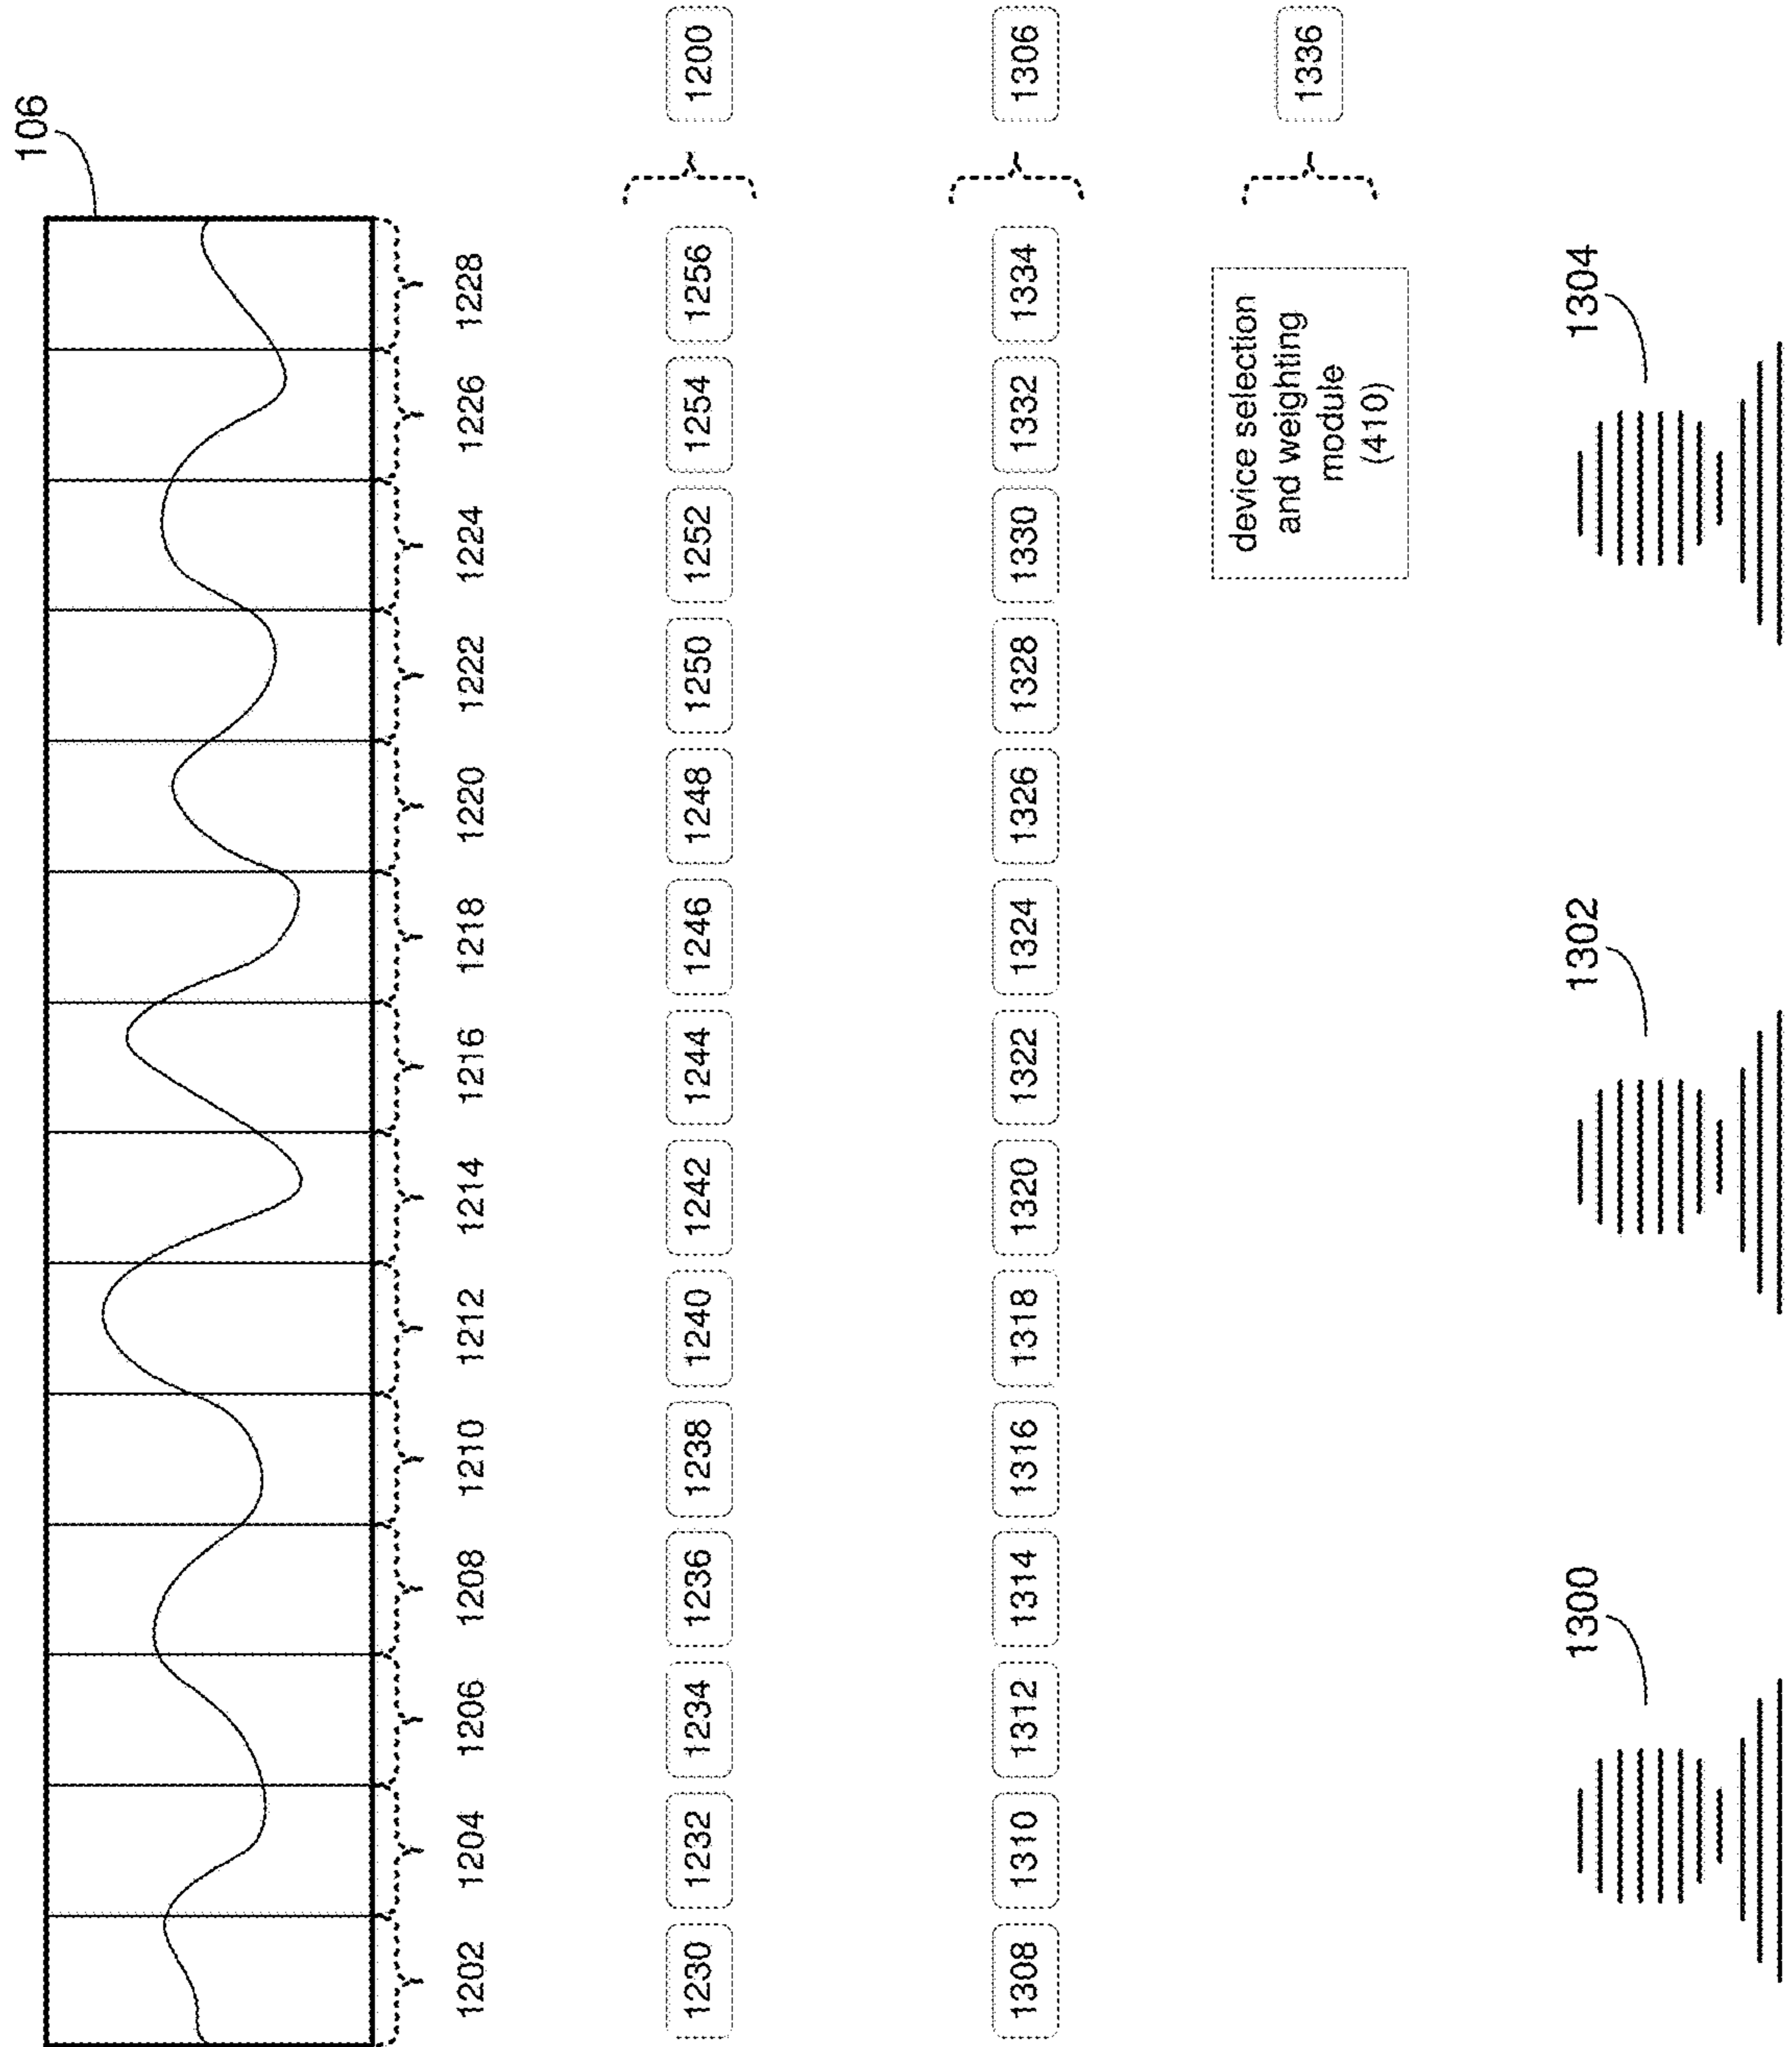 106
1202 1204 1206 1208 1210 1212 1214 1216 1218 1220 1222 1224 1226 1228
1230 1232 1234 1236 1238 1240 1242 1244 1246 1248 1250 1252 1254 1256 1200
1308 1310 1312 1314 1316 1318 1320 1322 1324 1326 1328 1330 1332 1334 1306
device selection
and weighting
module
(410)
1336
1300 1302 1304